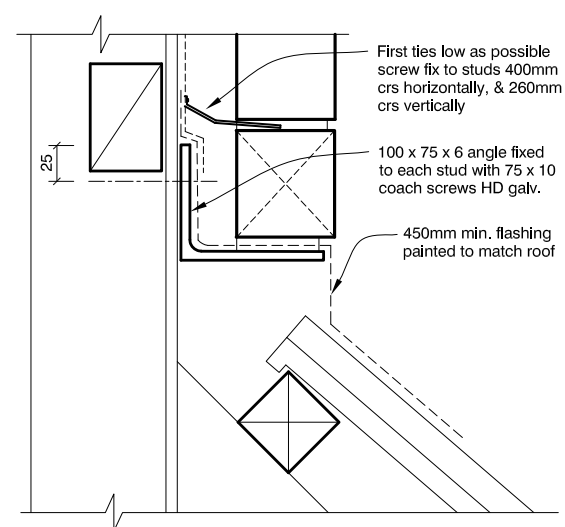 First ties low as possible
screw fix to studs 400mm
crs horizontally, & 260mm
crs vertically
25
100 x 75 x 6 angle fixed
to each stud with 75 x 10
coach screws HD galv.
450mm min. flashing
painted to match roof